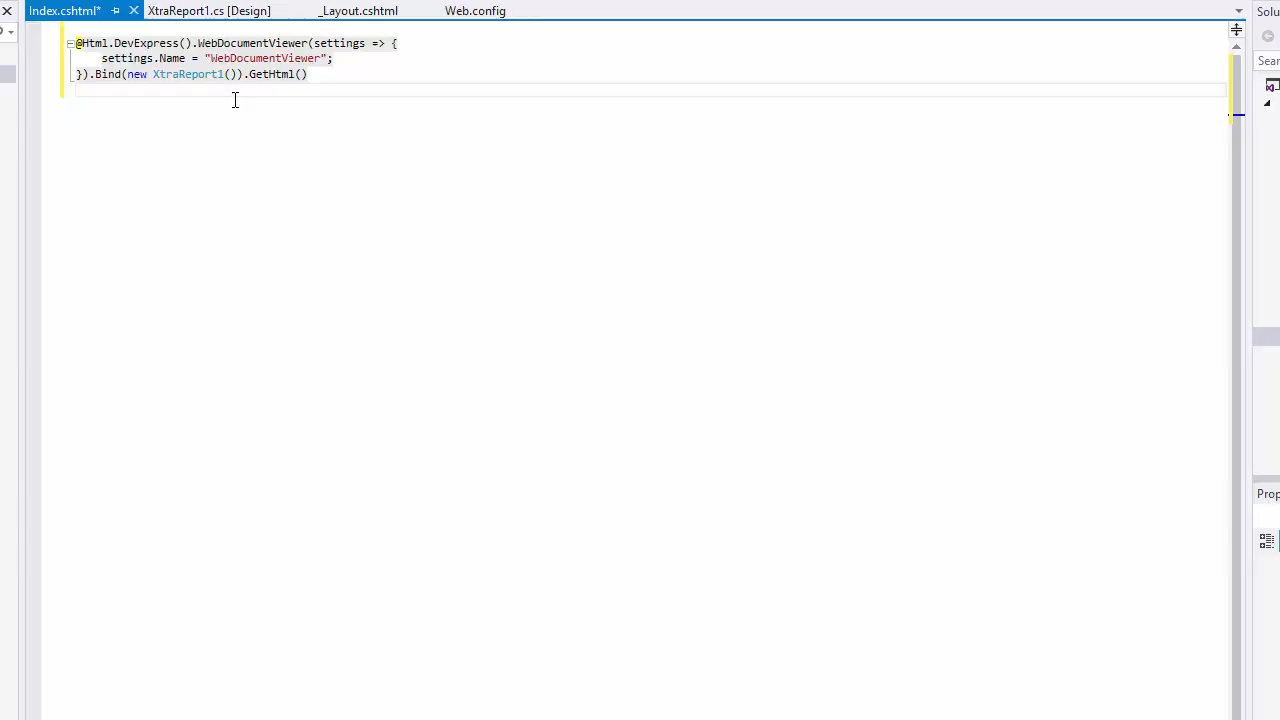 Index.cshtml* XtraReport1.cs [Design] _Layout.cshtml Web.config
@Html.DevExpress().WebDocumentViewer(settings => {
settings.Name = "WebDocumentViewer";
}).Bind(new XtraReport1()).GetHtml()
Solu
Sear
Prop